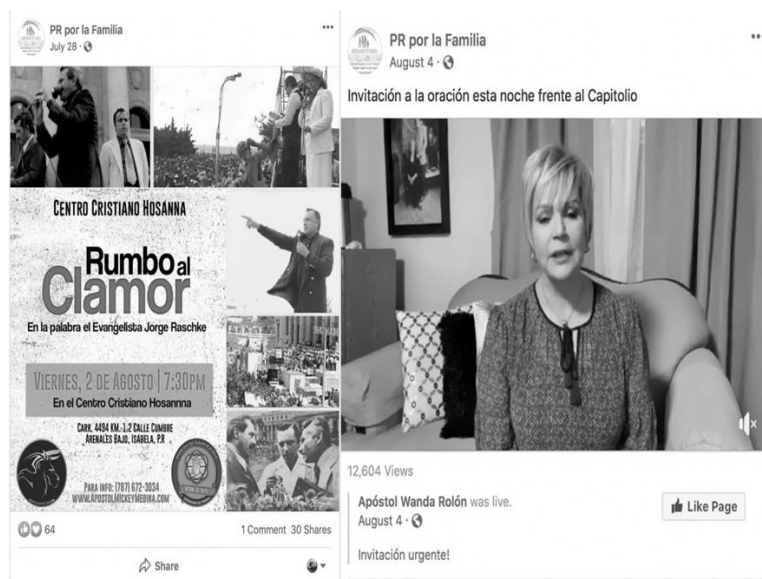 PR por la Familia
July 28
CENTRO CRISTIANO HOSANNA
Rumbo al
Clamor
En la palabra el Evangelista Jorge Raschke
VIERNES, 2 DE AGOSTO | 7:30PM
En el Centro Cristiano Hosannna
CARR. 4494 KM. 1.2 CALLE CUMBRE
ARENALES BAJO, ISABELA, P.R
PARA INFO: (787) 672-3034
WWW.APOSTOLMICKEYMEDINA.COM
64
1 Comment 30 Shares
Share
PR por la Familia
August 4
Invitación a la oración esta noche frente al Capitolio
12,604 Views
Apóstol Wanda Rolón was live.
August 4
Like Page
Invitación urgente!